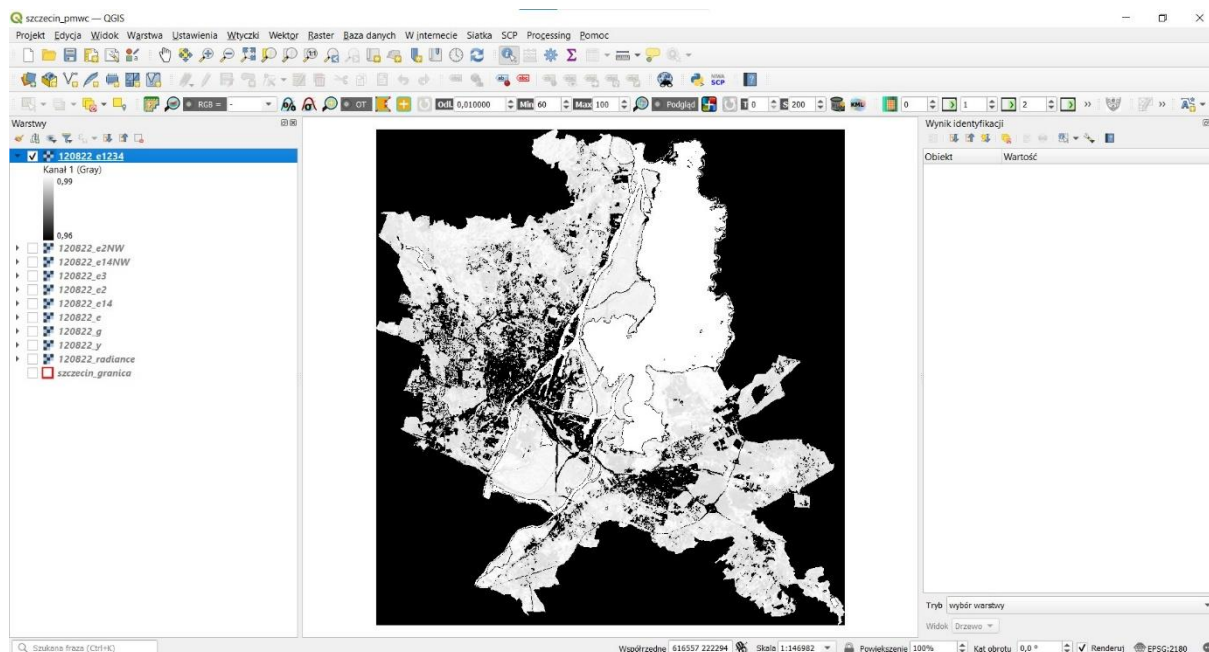 szczecin_pmwc — QGIS
Projekt Edycja Widok Warstwa Ustawienia Wtyczki Wektor Raster Baza danych W internecie Siatka SCP Processing Pomoc
RGB = - OT Odl. 0,010000 Min 60 Max 100 Podgląd T 0 S 200 KML 0 1 2 » »
Warstwy
120822_e1234
Kanał 1 (Gray)
0,99
0,96
120822_e2NW
120822_e14NW
120822_e3
120822_e2
120822_e14
120822_e
120822_g
120822_y
120822_radiance
szczecin_granica
Wynik identyfikacji
Obiekt Wartość
Tryb wybór warstwy
Widok Drzewo
Szukana fraza (Ctrl+K)
Współrzędne 616557 222294 Skala 1:146982 Powiększenie 100% Kąt obrotu 0,0 ° Renderuj EPSG:2180